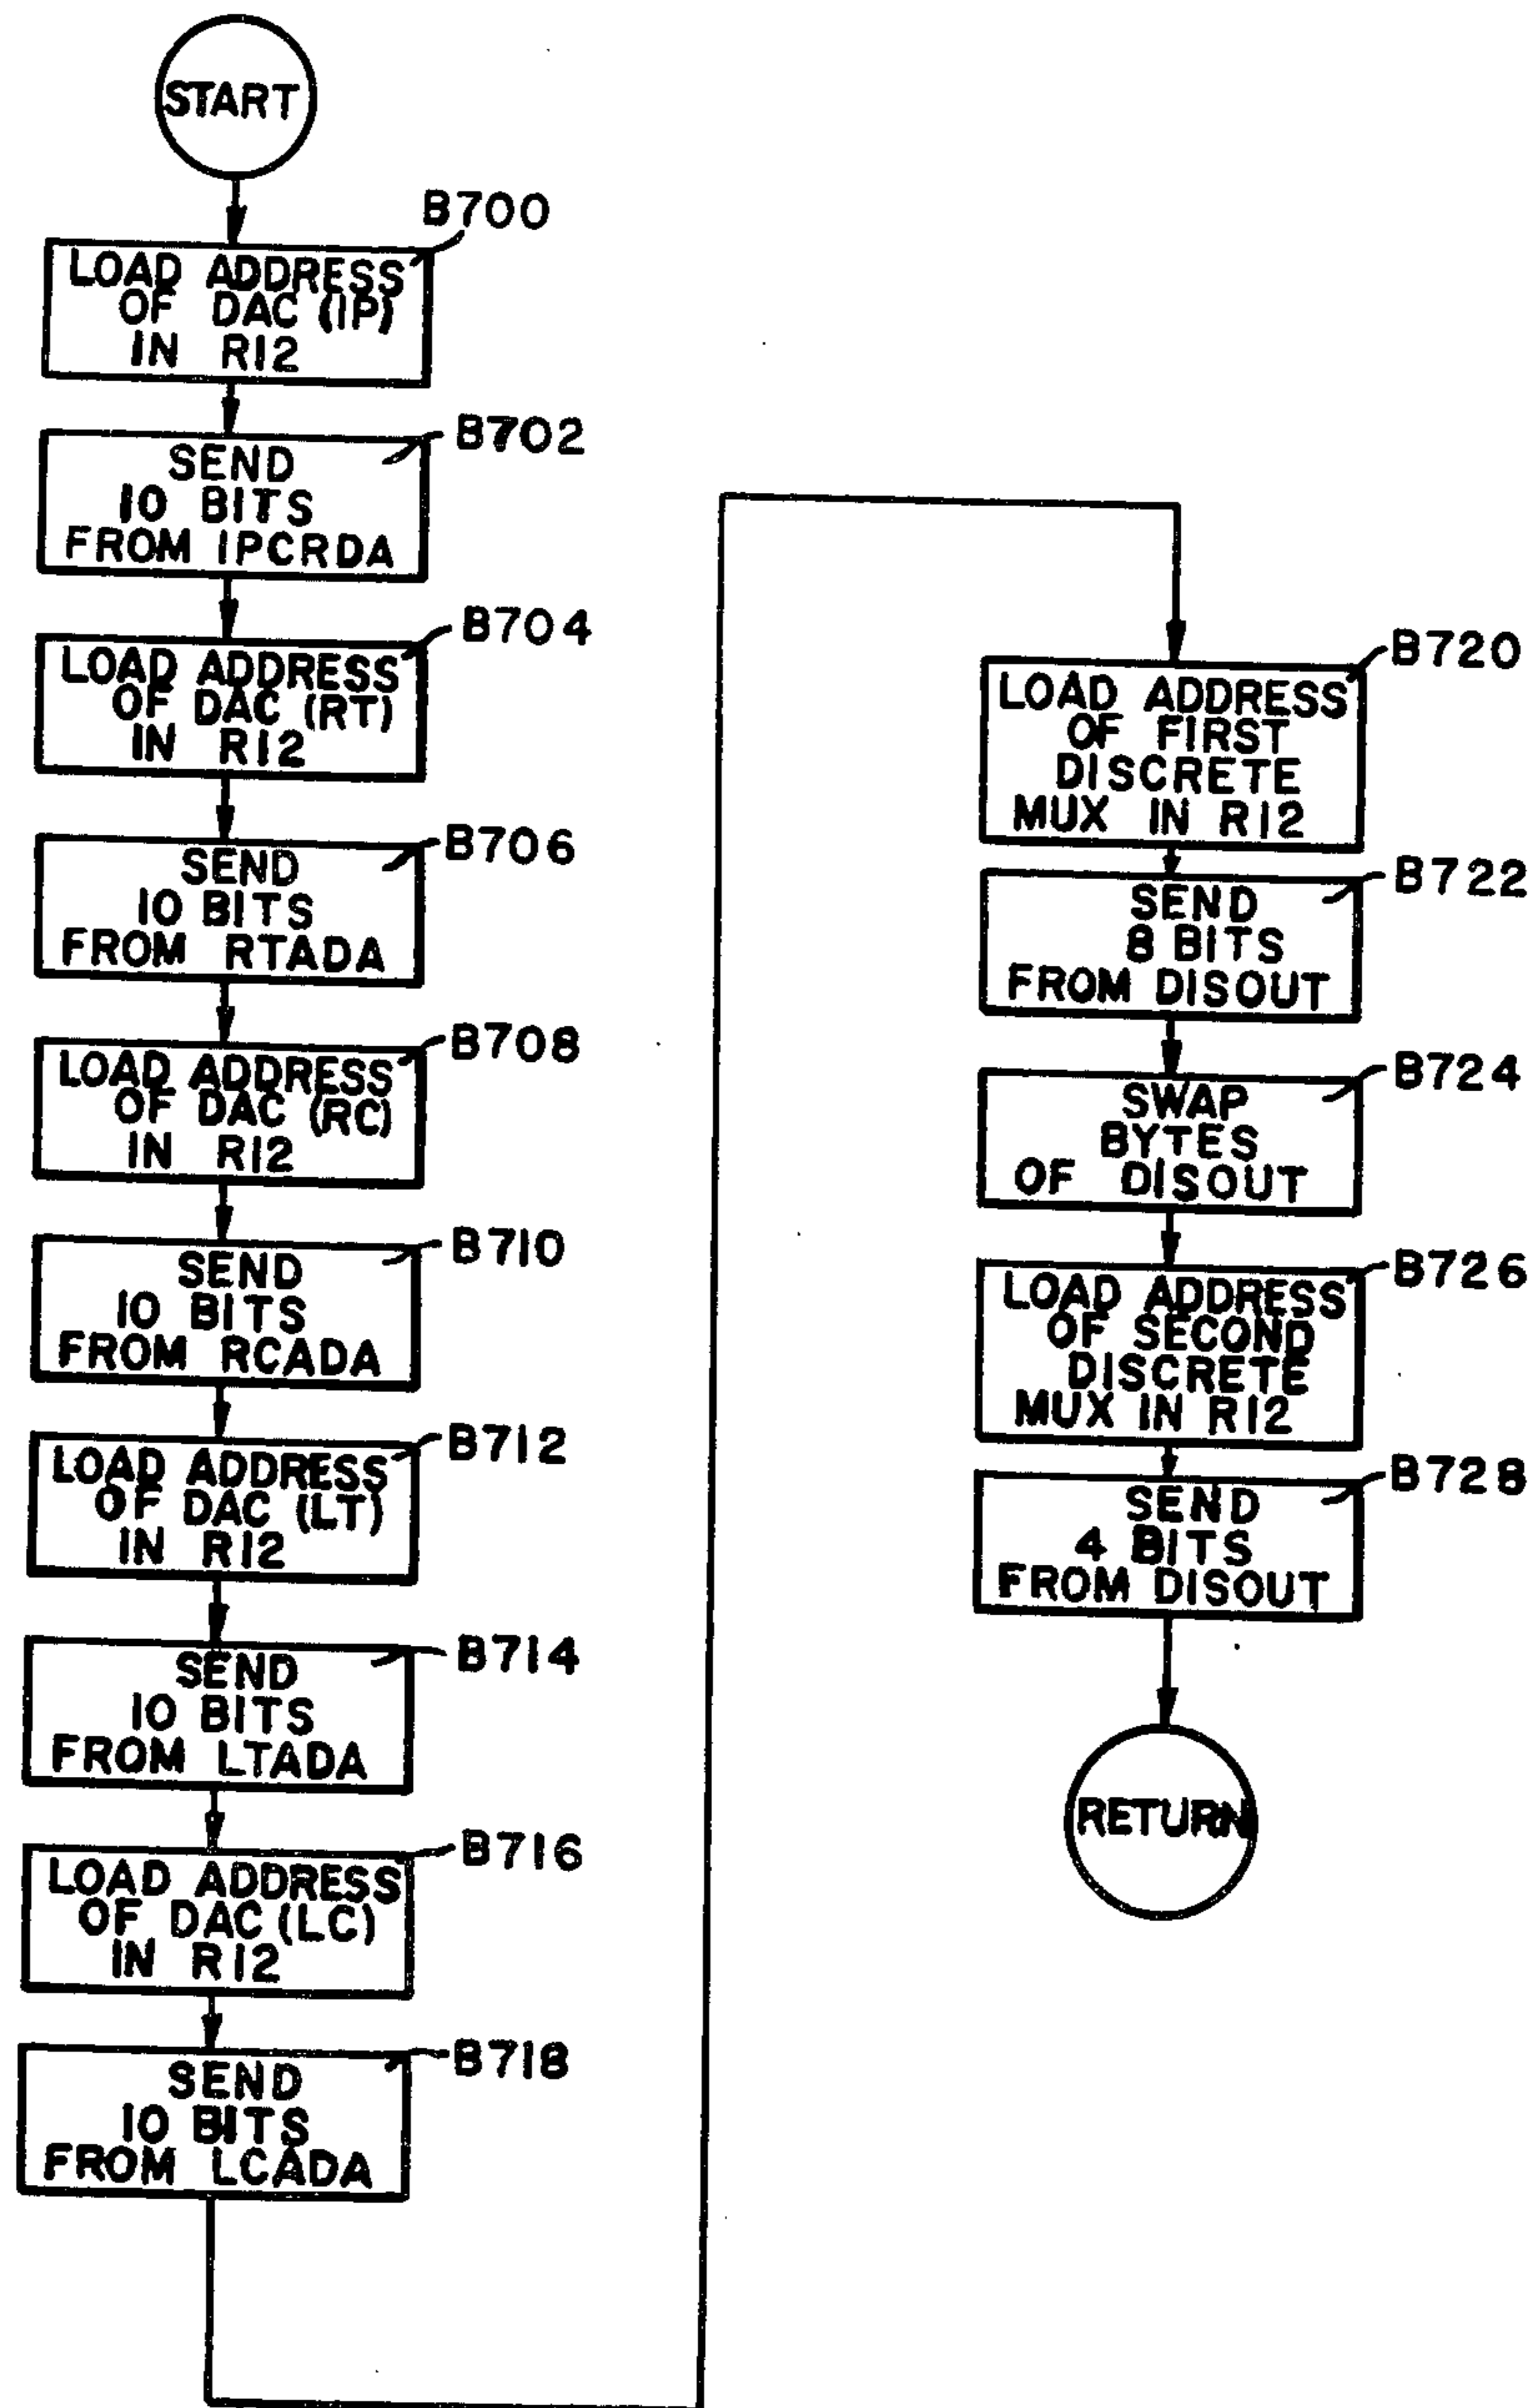 START
B700
LOAD ADDRESS
OF DAC (IP)
IN R12
B702
SEND
10 BITS
FROM IPCRDA
B704
LOAD ADDRESS
OF DAC (RT)
IN R12
B706
SEND
10 BITS
FROM RTADA
B708
LOAD ADDRESS
OF DAC (RC)
IN R12
B710
SEND
10 BITS
FROM RCADA
B712
LOAD ADDRESS
OF DAC (LT)
IN R12
B714
SEND
10 BITS
FROM LTADA
B716
LOAD ADDRESS
OF DAC (LC)
IN R12
B718
SEND
10 BITS
FROM LCADA
B720
LOAD ADDRESS
OF FIRST
DISCRETE
MUX IN R12
B722
SEND
8 BITS
FROM DISOUT
B724
SWAP
BYTES
OF DISOUT
B726
LOAD ADDRESS
OF SECOND
DISCRETE
MUX IN R12
B728
SEND
4 BITS
FROM DISOUT
RETURN